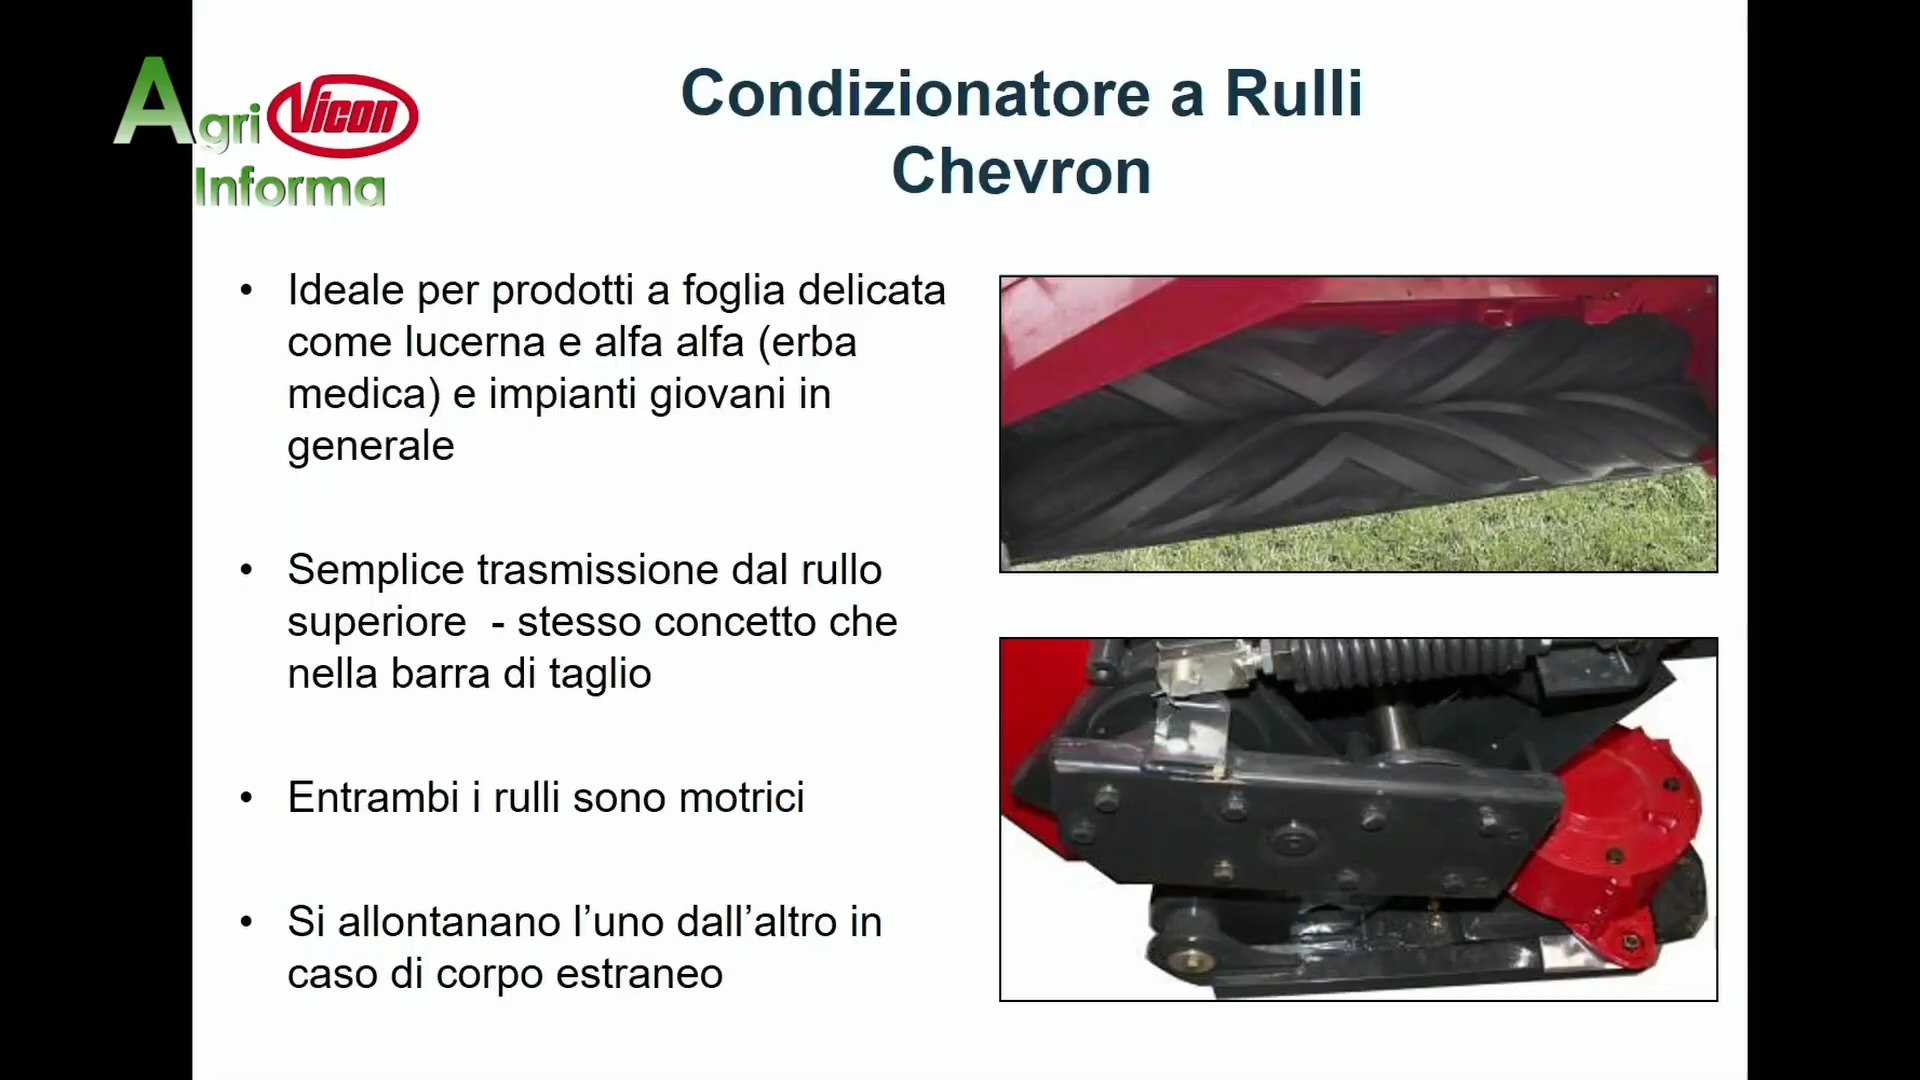 Agri
Vicon
Informa
Condizionatore a Rulli
Chevron
• Ideale per prodotti a foglia delicata
come lucerna e alfa alfa (erba
medica) e impianti giovani in
generale
• Semplice trasmissione dal rullo
superiore  - stesso concetto che
nella barra di taglio
• Entrambi i rulli sono motrici
• Si allontanano l’uno dall’altro in
caso di corpo estraneo